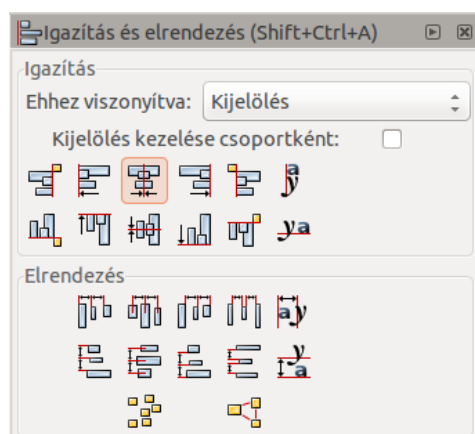 Igazítás és elrendezés (Shift+Ctrl+A)
Igazítás
Ehhez viszonyítva: Kijelölés
Kijelölés kezelése csoportként:
Elrendezés